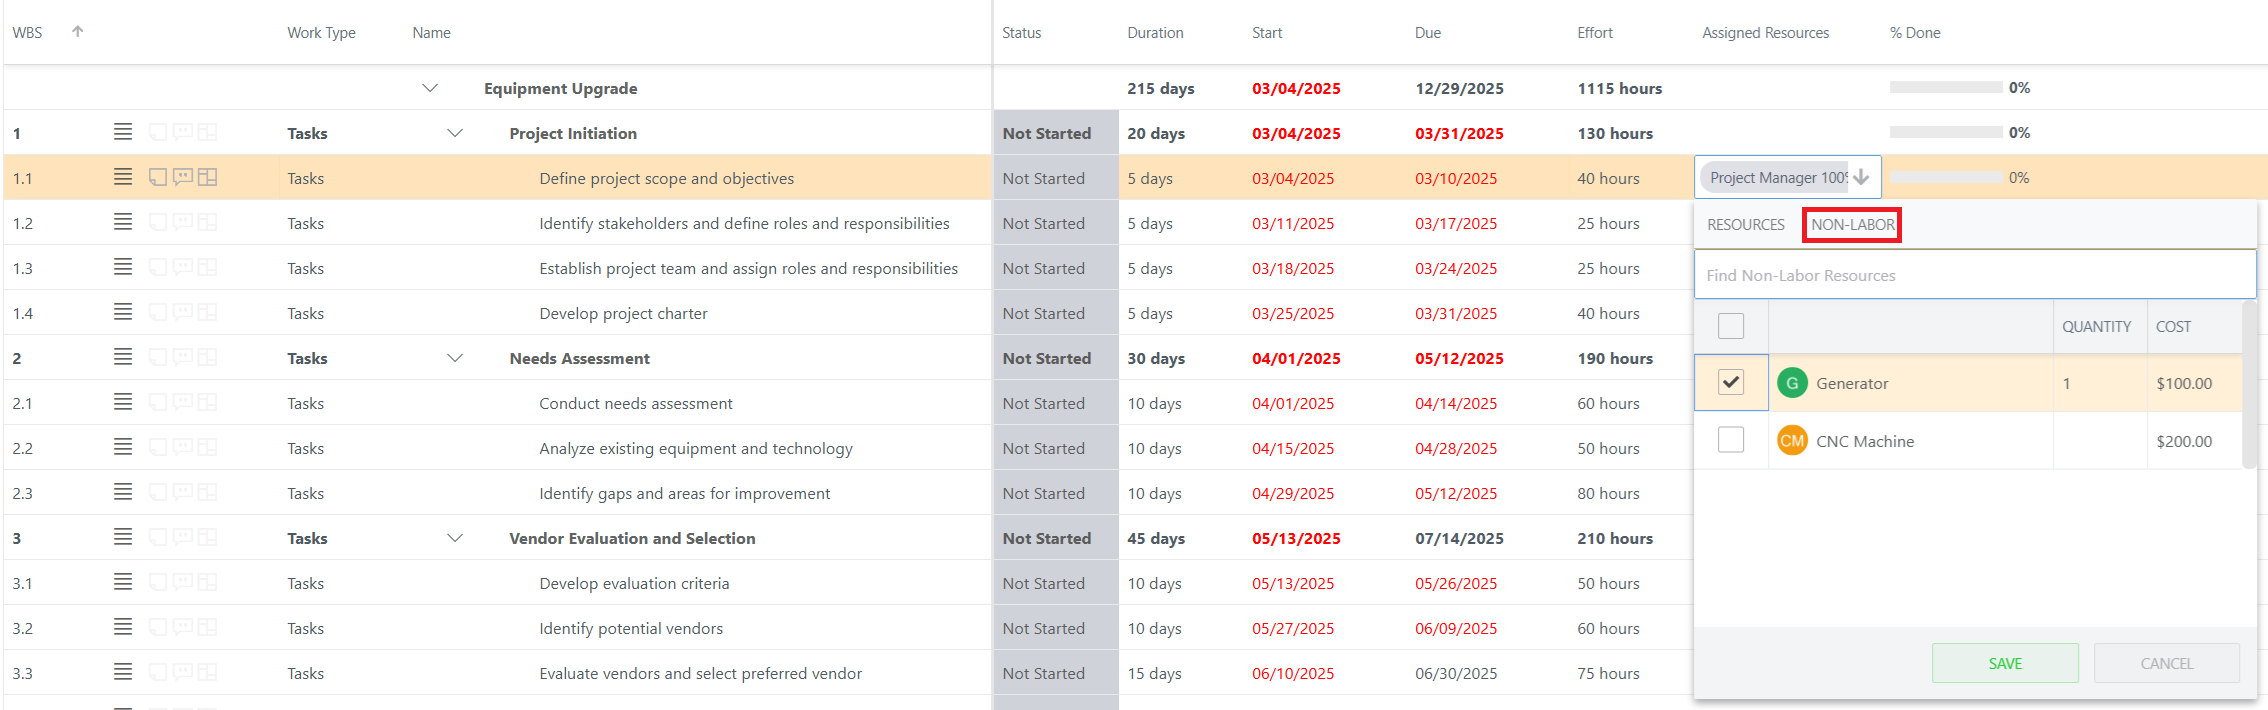 WBS Work Type Name Status Duration Start Due Effort Assigned Resources % Done
Equipment Upgrade 215 days 03/04/2025 12/29/2025 1115 hours 0%
1 Tasks Project Initiation Not Started 20 days 03/04/2025 03/31/2025 130 hours 0%
1.1 Tasks Define project scope and objectives Not Started 5 days 03/04/2025 03/10/2025 40 hours Project Manager 100% 0%
1.2 Tasks Identify stakeholders and define roles and responsibilities Not Started 5 days 03/11/2025 03/17/2025 25 hours
RESOURCES NON-LABOR
1.3 Tasks Establish project team and assign roles and responsibilities Not Started 5 days 03/18/2025 03/24/2025 25 hours
Find Non-Labor Resources
1.4 Tasks Develop project charter Not Started 5 days 03/25/2025 03/31/2025 40 hours
QUANTITY COST
2 Tasks Needs Assessment Not Started 30 days 04/01/2025 05/12/2025 190 hours
G Generator 1 $100.00
2.1 Tasks Conduct needs assessment Not Started 10 days 04/01/2025 04/14/2025 60 hours
CM CNC Machine $200.00
2.2 Tasks Analyze existing equipment and technology Not Started 10 days 04/15/2025 04/28/2025 50 hours
2.3 Tasks Identify gaps and areas for improvement Not Started 10 days 04/29/2025 05/12/2025 80 hours
3 Tasks Vendor Evaluation and Selection Not Started 45 days 05/13/2025 07/14/2025 210 hours
3.1 Tasks Develop evaluation criteria Not Started 10 days 05/13/2025 05/26/2025 50 hours
3.2 Tasks Identify potential vendors Not Started 10 days 05/27/2025 06/09/2025 60 hours
3.3 Tasks Evaluate vendors and select preferred vendor Not Started 15 days 06/10/2025 06/30/2025 75 hours
SAVE CANCEL